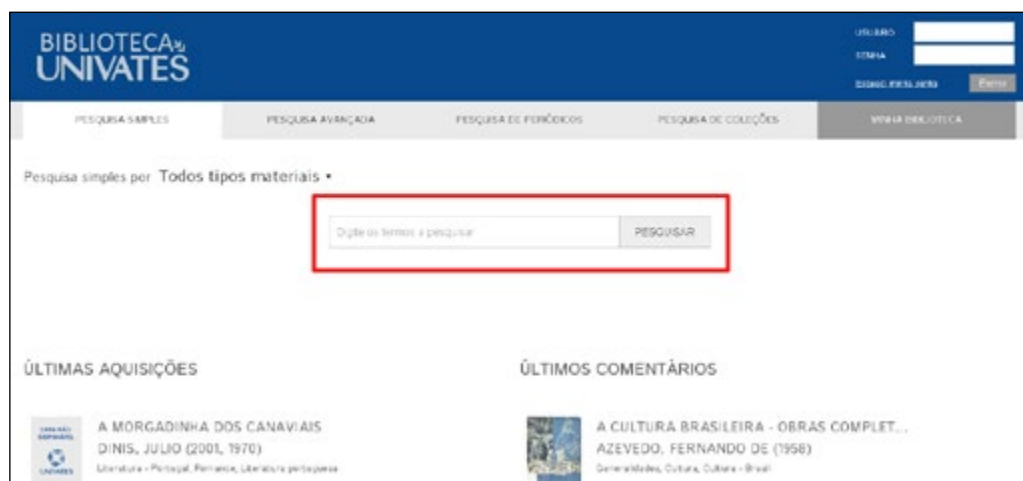 BIBLIOTECA
UNIVATES
USUÁRIO
SENHA
Entrar
PESQUISA SIMPLES PESQUISA AVANÇADA PESQUISA DE PERIÓDICOS PESQUISA DE COLEÇÕES MINHA BIBLIOTECA
Pesquisa simples por Todos tipos materiais
Digite os termos a pesquisar PESQUISAR
ÚLTIMAS AQUISIÇÕES
A MORGADINHA DOS CANAVIAIS
DINIS, JULIO (2001, 1970)
Literatura - Portugal, Romance, Literatura portuguesa
ÚLTIMOS COMENTÁRIOS
A CULTURA BRASILEIRA - OBRAS COMPLET...
AZEVEDO, FERNANDO DE (1958)
Generalidades, Cultura, Cultura - Brasil